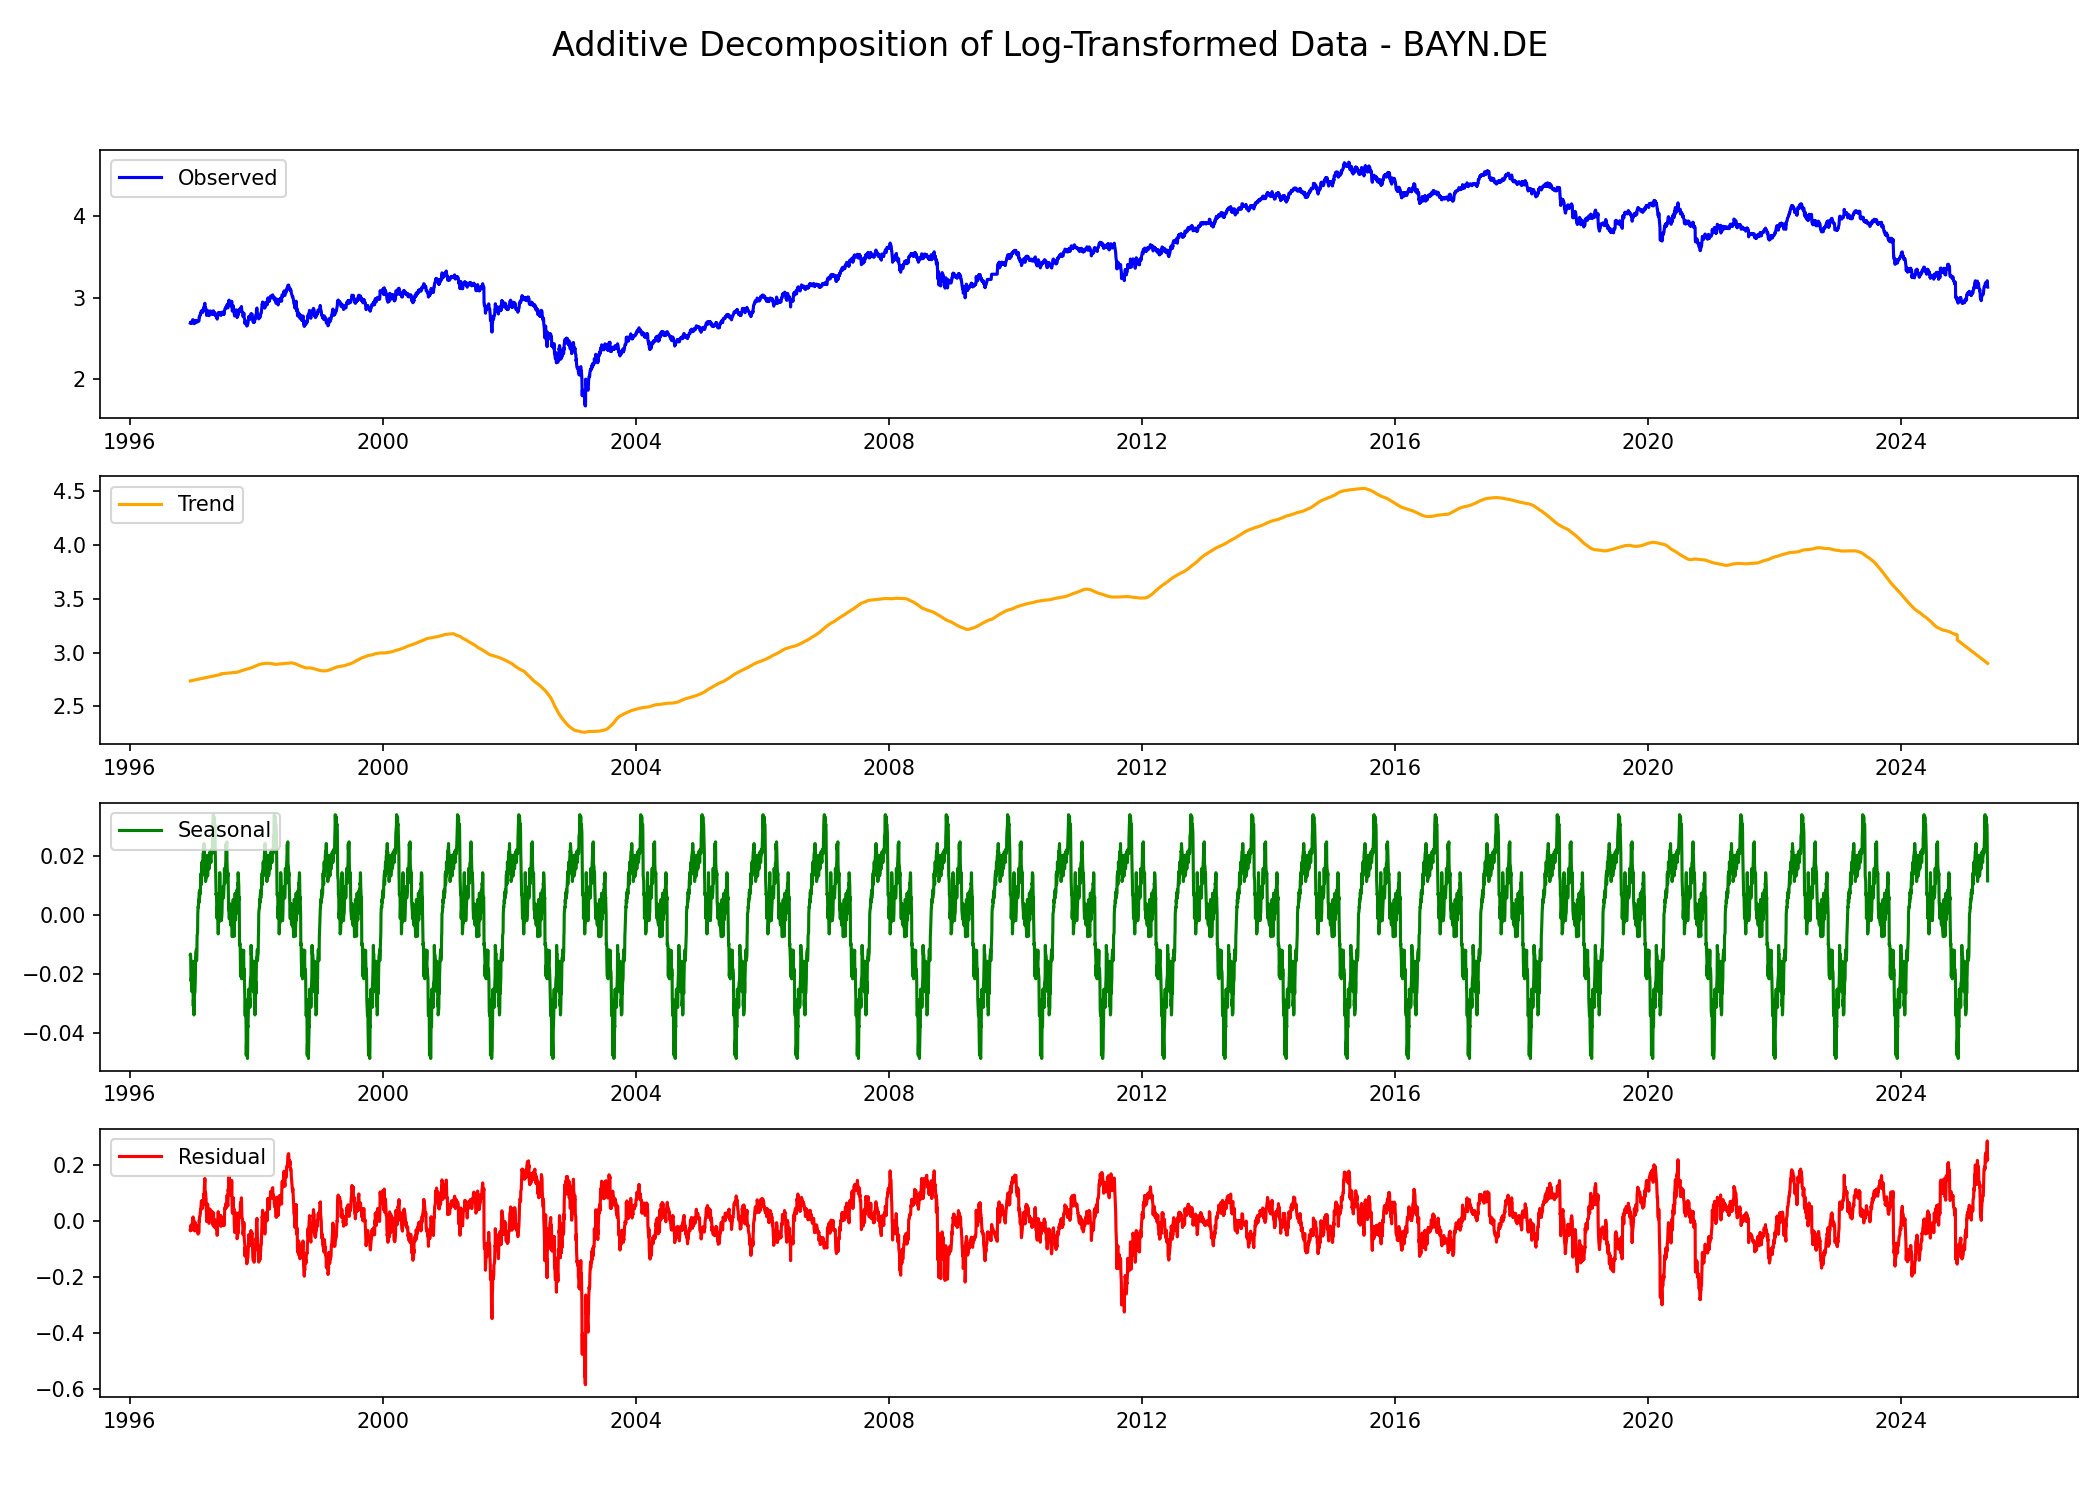 Additive Decomposition of Log-Transformed Data - BAYN.DE
Observed
4
3
2
1996 2000 2004 2008 2012 2016 2020 2024
Trend
4.5
4.0
3.5
3.0
2.5
1996 2000 2004 2008 2012 2016 2020 2024
Seasonal
0.02
0.00
−0.02
−0.04
1996 2000 2004 2008 2012 2016 2020 2024
Residual
0.2
0.0
−0.2
−0.4
−0.6
1996 2000 2004 2008 2012 2016 2020 2024